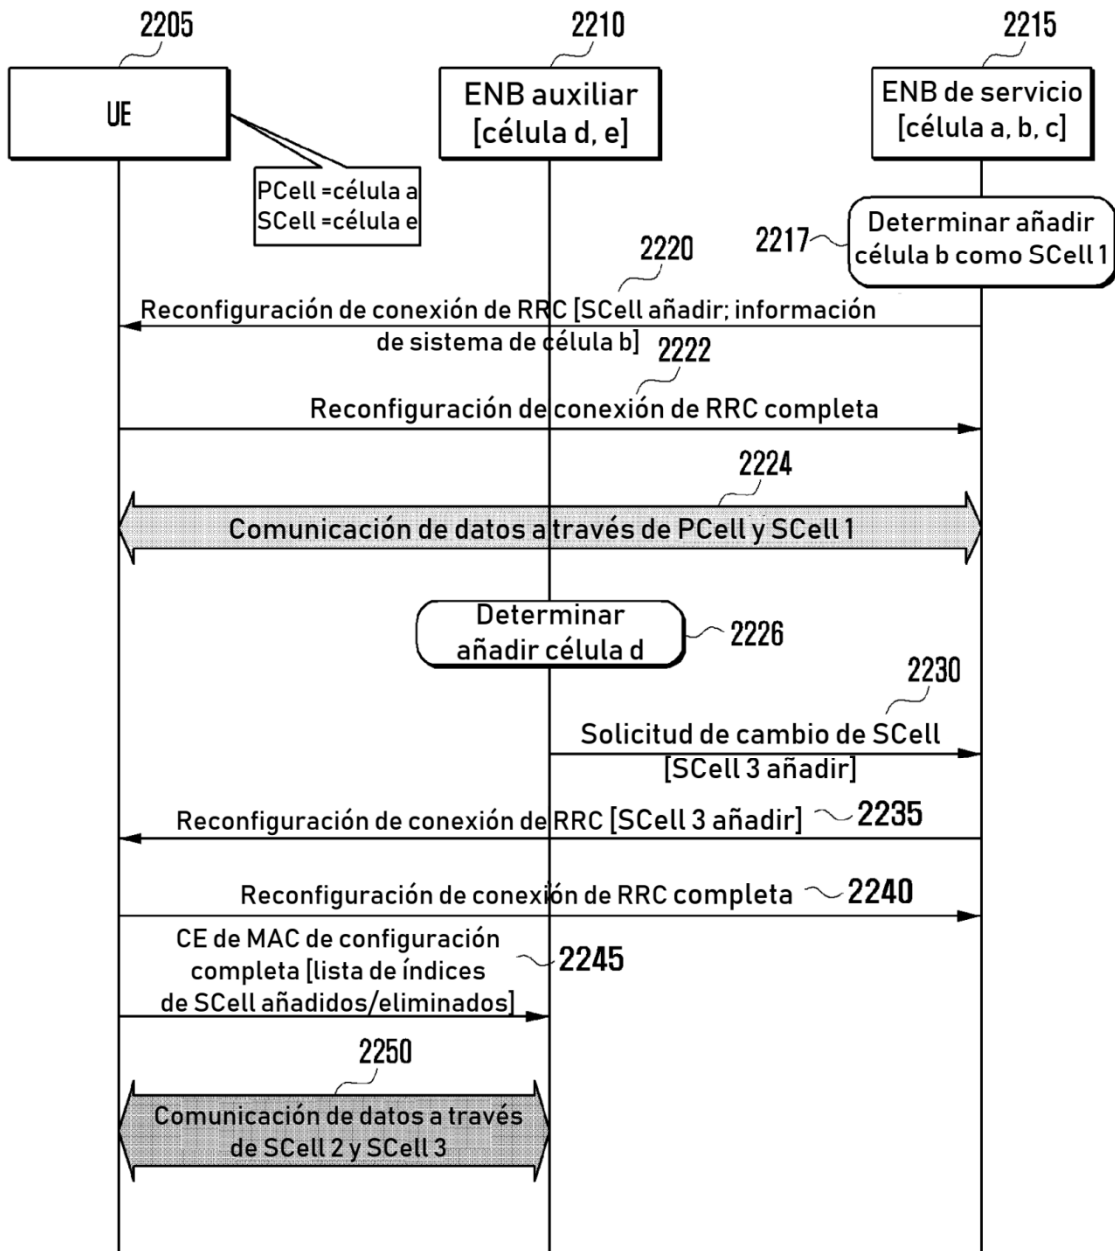 2205
2210
2215
UE
ENB auxiliar
[célula d, e]
ENB de servicio
[célula a, b, c]
PCell =célula a
SCell =célula e
2217
Determinar añadir
célula b como SCell 1
2220
Reconfiguración de conexión de RRC [SCell añadir; información
de sistema de célula b]
2222
Reconfiguración de conexión de RRC completa
2224
Comunicación de datos a través de PCell y SCell 1
Determinar
añadir célula d
2226
2230
Solicitud de cambio de SCell
[SCell 3 añadir]
Reconfiguración de conexión de RRC [SCell 3 añadir]
2235
Reconfiguración de conexión de RRC completa
2240
CE de MAC de configuración
completa [lista de índices
de SCell añadidos/eliminados]
2245
2250
Comunicación de datos a través
de SCell 2 y SCell 3